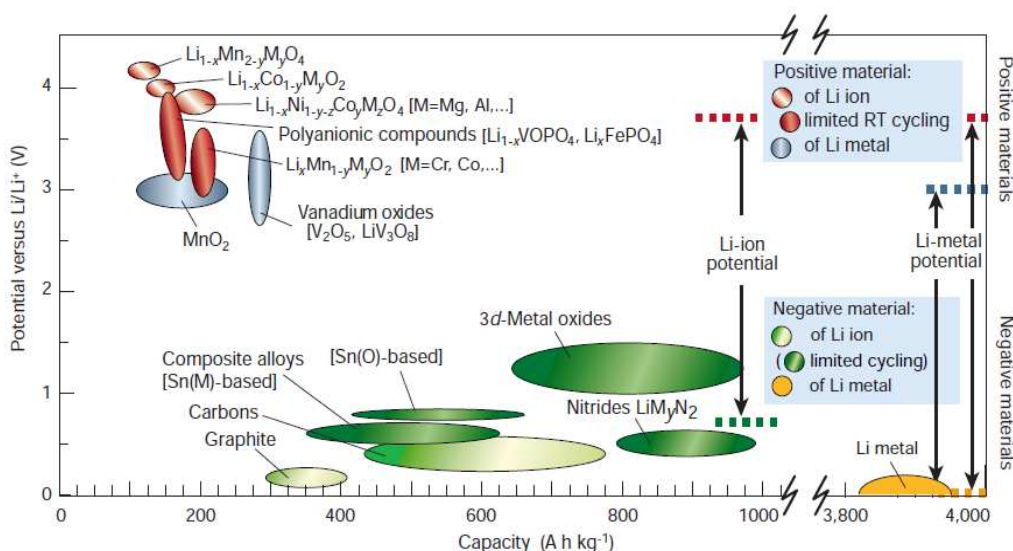 Potential versus Li/Li⁺ (V)
4
3
2
1
0
Li₁₋ₓMn₂₋yMyO₄
Li₁₋ₓCo₁₋yMyO₂
Li₁₋ₓNi₁₋y₋zCoyMzO₄ [M=Mg, Al,...]
Polyanionic compounds [Li₁₋ₓVOPO₄, LiₓFePO₄]
LiₓMn₁₋yMyO₂ [M=Cr, Co,...]
Vanadium oxides
[V₂O₅, LiV₃O₈]
MnO₂
Positive material:
of Li ion
limited RT cycling
of Li metal
Positive materials
Li-ion
potential
Li-metal
potential
Negative material:
of Li ion
( limited cycling)
of Li metal
Negative materials
3d-Metal oxides
[Sn(O)-based]
Composite alloys
[Sn(M)-based]
Carbons
Graphite
Nitrides LiMyN₂
Li metal
0
200
400
600
800
1000
3,800
4,000
Capacity (A h kg⁻¹)